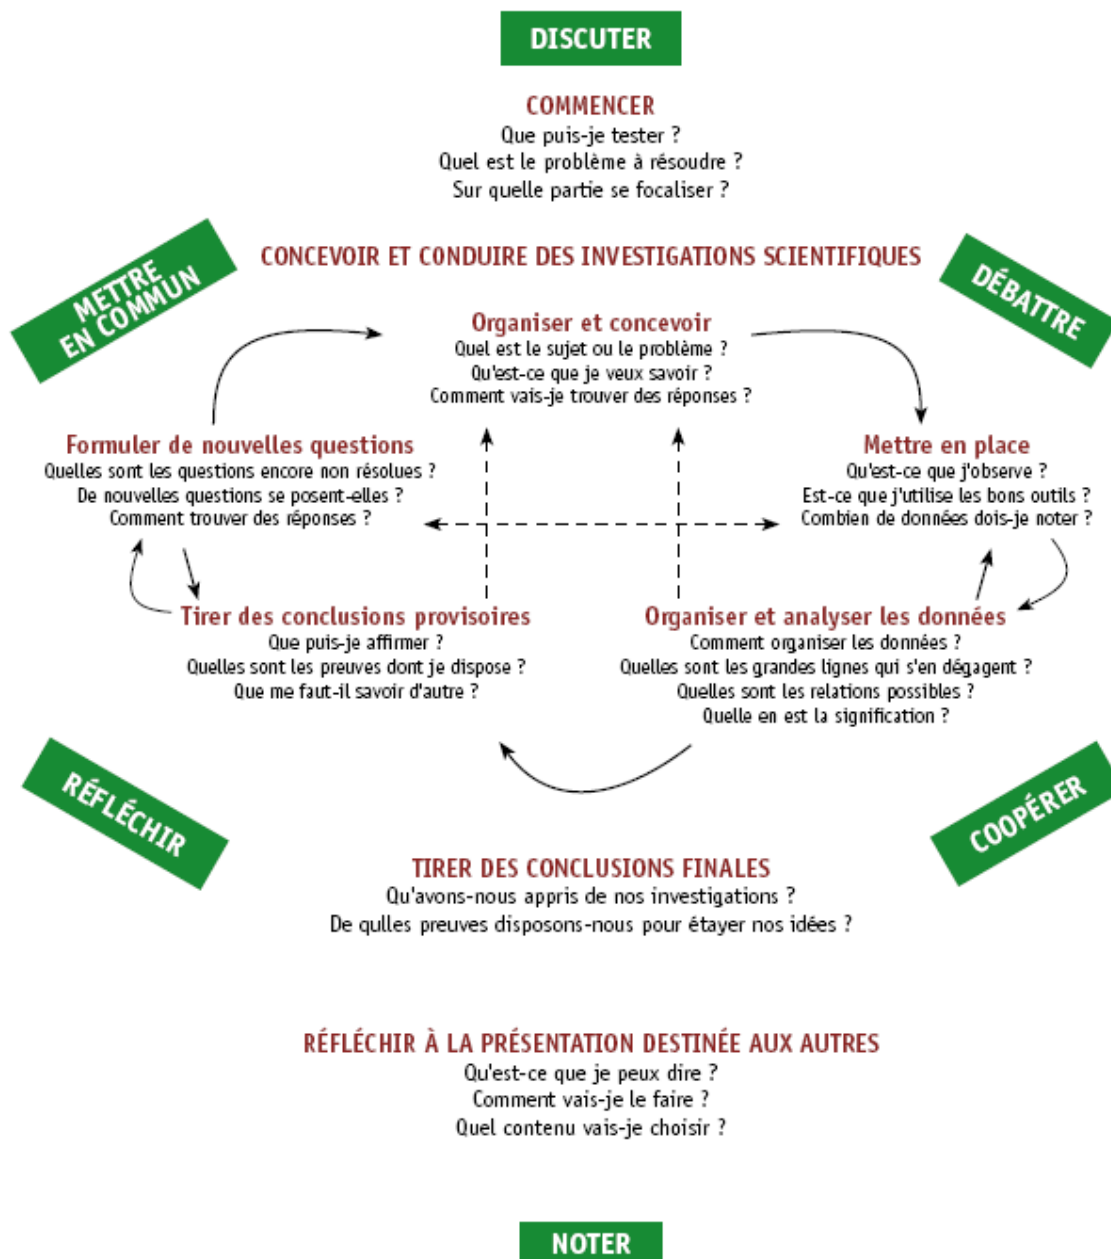 DISCUTER
COMMENCER
Que puis-je tester ?
Quel est le problème à résoudre ?
Sur quelle partie se focaliser ?
METTRE
EN COMMUN
CONCEVOIR ET CONDUIRE DES INVESTIGATIONS SCIENTIFIQUES
DÉBATTRE
Organiser et concevoir
Quel est le sujet ou le problème ?
Qu'est-ce que je veux savoir ?
Comment vais-je trouver des réponses ?
Formuler de nouvelles questions
Quelles sont les questions encore non résolues ?
De nouvelles questions se posent-elles ?
Comment trouver des réponses ?
Mettre en place
Qu'est-ce que j'observe ?
Est-ce que j'utilise les bons outils ?
Combien de données dois-je noter ?
Tirer des conclusions provisoires
Que puis-je affirmer ?
Quelles sont les preuves dont je dispose ?
Que me faut-il savoir d'autre ?
Organiser et analyser les données
Comment organiser les données ?
Quelles sont les grandes lignes qui s'en dégagent ?
Quelles sont les relations possibles ?
Quelle en est la signification ?
RÉFLÉCHIR
COOPÉRER
TIRER DES CONCLUSIONS FINALES
Qu'avons-nous appris de nos investigations ?
De qulles preuves disposons-nous pour étayer nos idées ?
RÉFLÉCHIR À LA PRÉSENTATION DESTINÉE AUX AUTRES
Qu'est-ce que je peux dire ?
Comment vais-je le faire ?
Quel contenu vais-je choisir ?
NOTER